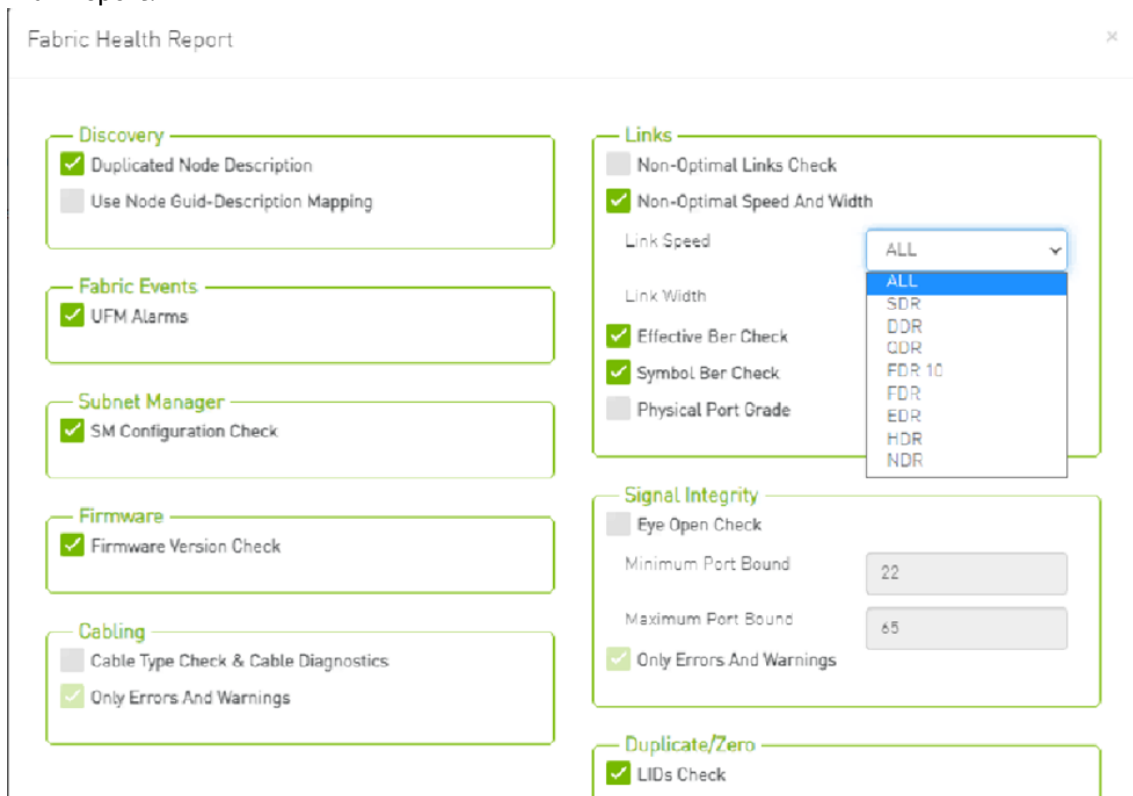 Fabric Health Report
Discovery
Duplicated Node Description
Use Node Guid-Description Mapping
Fabric Events
UFM Alarms
Subnet Manager
SM Configuration Check
Firmware
Firmware Version Check
Cabling
Cable Type Check & Cable Diagnostics
Only Errors And Warnings
Links
Non-Optimal Links Check
Non-Optimal Speed And Width
Link Speed
ALL
Link Width
ALL
SDR
DDR
QDR
FDR 10
FDR
EDR
HDR
NDR
Effective Ber Check
Symbol Ber Check
Physical Port Grade
Signal Integrity
Eye Open Check
Minimum Port Bound
22
Maximum Port Bound
65
Only Errors And Warnings
Duplicate/Zero
LIDs Check